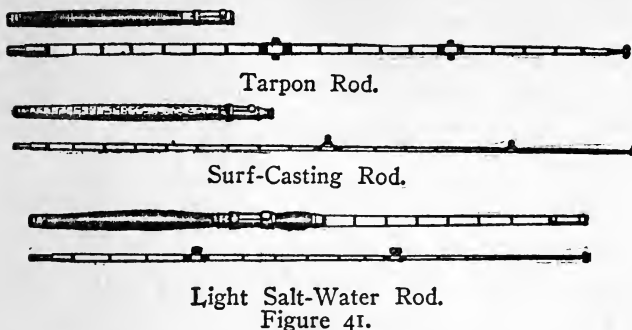 Tarpon Rod.
Surf-Casting Rod.
Light Salt-Water Rod.
Figure 41.